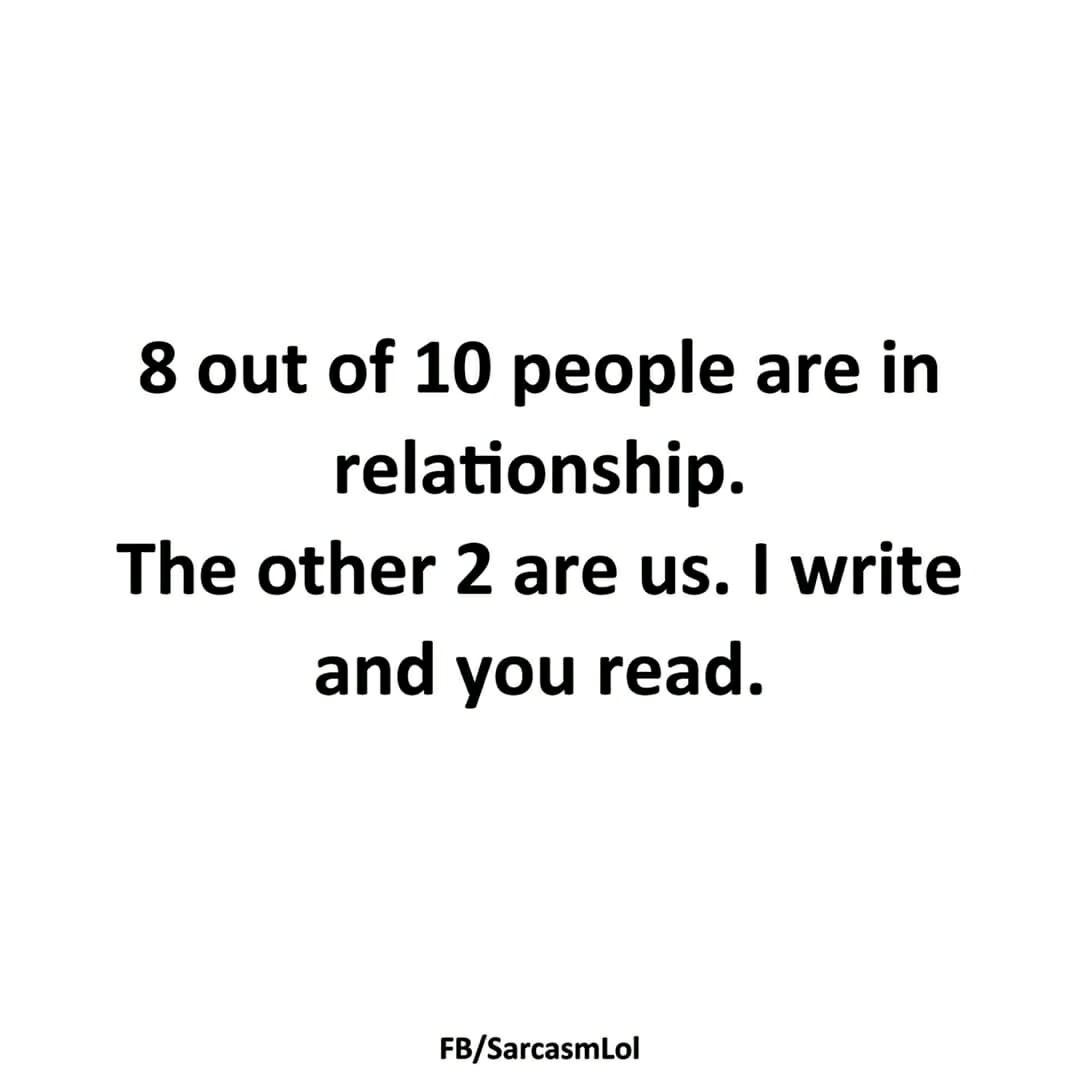 8 out of 10 people are in
relationship.
The other 2 are us. I write
and you read.
FB/SarcasmLol